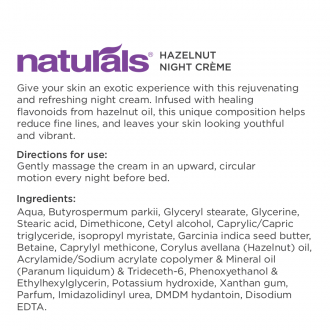 naturals® HAZELNUT
NIGHT CRÈME
Give your skin an exotic experience with this rejuvenating
and refreshing night cream. Infused with healing
flavonoids from hazelnut oil, this unique composition helps
reduce fine lines, and leaves your skin looking youthful
and vibrant.
Directions for use:
Gently massage the cream in an upward, circular
motion every night before bed.
Ingredients:
Aqua, Butyrospermum parkii, Glyceryl stearate, Glycerine,
Stearic acid, Dimethicone, Cetyl alcohol, Caprylic/Capric
triglyceride, isopropyl myristate, Garcinia indica seed butter,
Betaine, Caprylyl methicone, Corylus avellana (Hazelnut) oil,
Acrylamide/Sodium acrylate copolymer & Mineral oil
(Paranum liquidum) & Trideceth-6, Phenoxyethanol &
Ethylhexylglycerin, Potassium hydroxide, Xanthan gum,
Parfum, Imidazolidinyl urea, DMDM hydantoin, Disodium
EDTA.